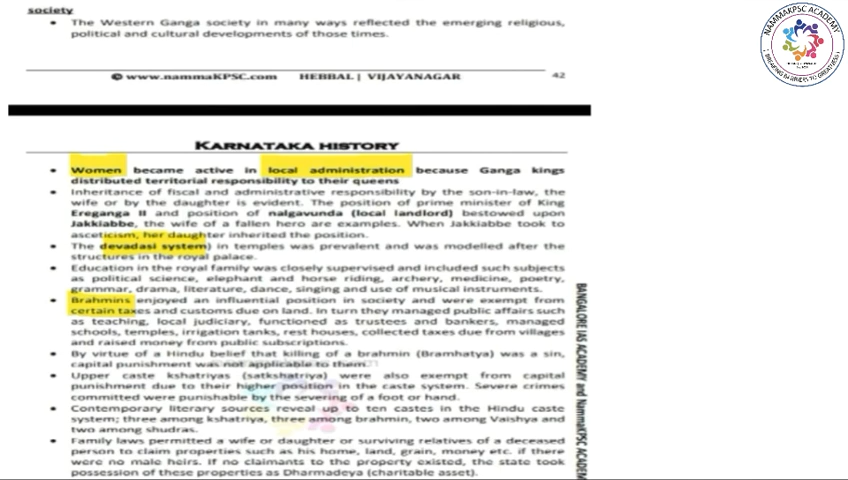 society
• The Western Ganga society in many ways reflected the emerging religious,
political and cultural developments of those times.
© www.nammaKPSC.com HEBBAL | VIJAYANAGAR 42
KARNATAKA HISTORY
• Women became active in local administration because Ganga kings
distributed territorial responsibility to their queens
• Inheritance of fiscal and administrative responsibility by the son-in-law, the
wife or by the daughter is evident. The position of prime minister of King
Ereganga II and position of nalgavunda (local landlord) bestowed upon
Jakkiabbe, the wife of a fallen hero are examples. When Jakkiabbe took to
asceticism, her daughter inherited the position.
• The devadasi system) in temples was prevalent and was modelled after the
structures in the royal palace.
• Education in the royal family was closely supervised and included such subjects
as political science, elephant and horse riding, archery, medicine, poetry,
grammar, drama, literature, dance, singing and use of musical instruments.
• Brahmins enjoyed an influential position in society and were exempt from
certain taxes and customs due on land. In turn they managed public affairs such
as teaching, local judiciary, functioned as trustees and bankers, managed
schools, temples, irrigation tanks, rest houses, collected taxes due from villages
and raised money from public subscriptions.
• By virtue of a Hindu belief that killing of a brahmin (Bramhatya) was a sin,
capital punishment was not applicable to them.
• Upper caste kshatriyas (satkshatriya) were also exempt from capital
punishment due to their higher position in the caste system. Severe crimes
committed were punishable by the severing of a foot or hand.
• Contemporary literary sources reveal up to ten castes in the Hindu caste
system; three among kshatriya, three among brahmin, two among Vaishya and
two among shudras.
• Family laws permitted a wife or daughter or surviving relatives of a deceased
person to claim properties such as his home, land, grain, money etc. if there
were no male heirs. If no claimants to the property existed, the state took
possession of these properties as Dharmadeya (charitable asset).
BANGALORE IAS ACADEMY and NammaKPSC ACADEM
NAMMAKPSC ACADEMY
BREAKING BARRIERS TO GREATNESS